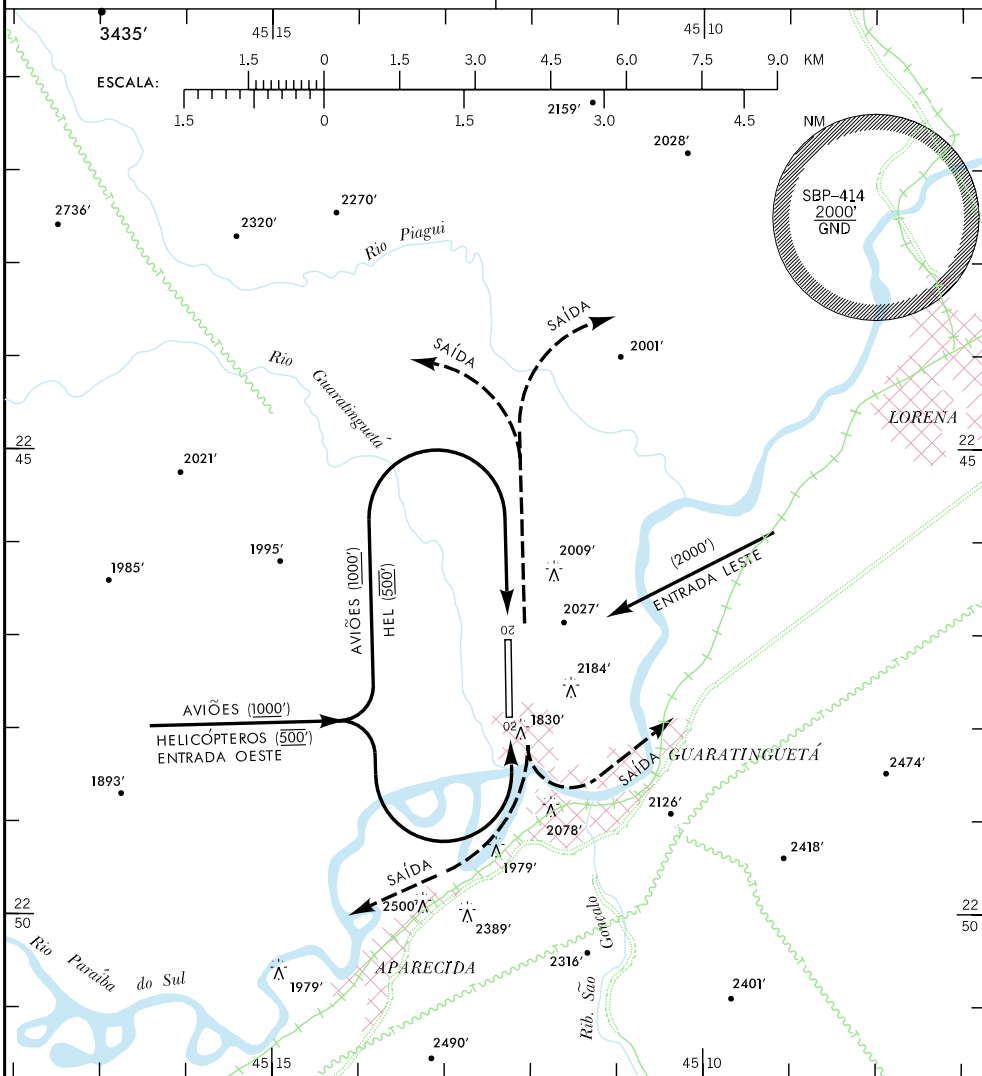 3435′
45 15
45 10
ESCALA:
1.5 0 1.5 3.0 4.5 6.0 7.5 9.0 KM
1.5 0 1.5 3.0 4.5 NM
2159′
2028′
SBP-414
2000′
GND
2736′
2320′
2270′
Rio Piagui
SAÍDA
SAÍDA
2001′
Rio Guaratinguetá
LORENA
22
45
22
45
2021′
1995′
1985′
AVIÕES (1000′)
HEL (500′)
2009′
(2000′)
ENTRADA LESTE
2027′
20
2184′
02
1830′
AVIÕES (1000′)
HELICÓPTEROS (500′)
ENTRADA OESTE
SAÍDA
GUARATINGUETÁ
1893′
2474′
2126′
2078′
2418′
1979′
SAÍDA
2500′
2389′
22
50
22
50
Rio Paraíba do Sul
1979′
APARECIDA
2316′
Rib. São Gonçalo
2401′
2490′
45 15
45 10